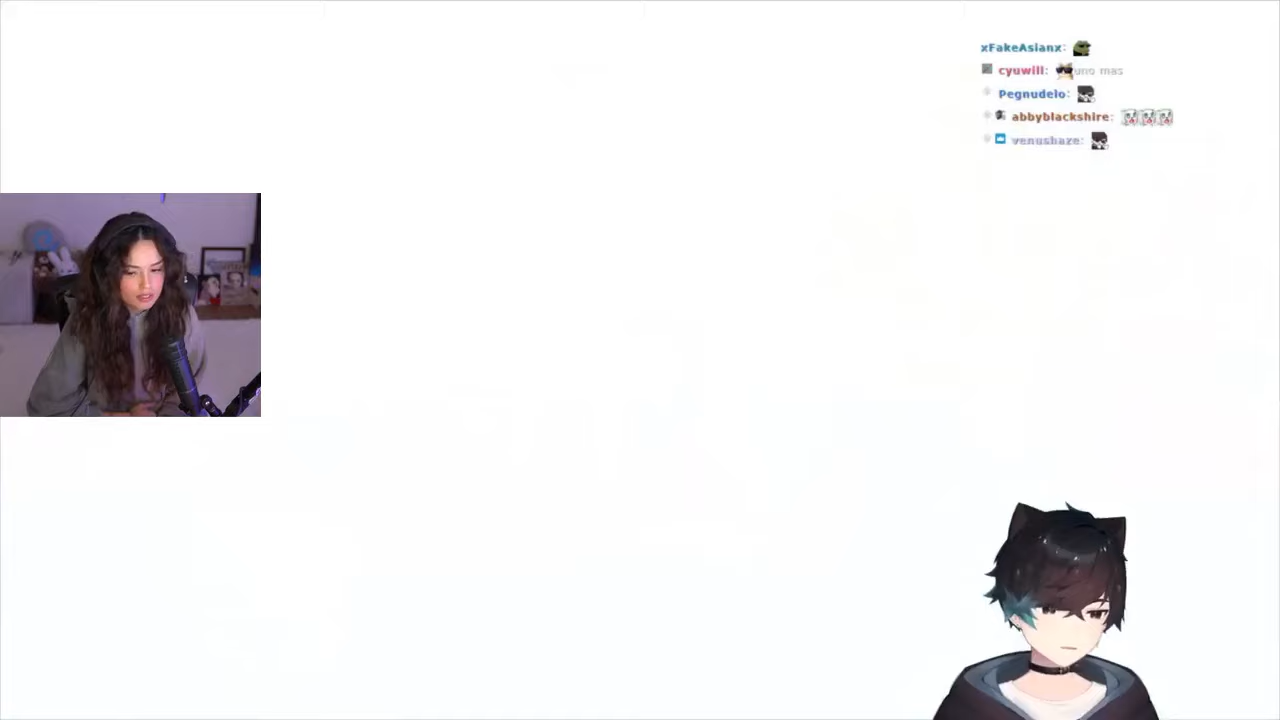 xFakeAsianx:
cyuwill: uno mas
Pegnudelo:
abbyblackshire:
venushaze: